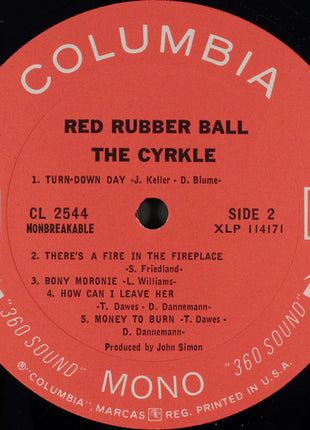 COLUMBIA
RED RUBBER BALL
THE CYRKLE
1. TURN-DOWN DAY -J. Keller - D. Blume-
CL 2544
NONBREAKABLE
SIDE 2
XLP 114171
2. THERE'S A FIRE IN THE FIREPLACE
-S. Friedland-
3. BONY MORONIE -L. Williams-
4. HOW CAN I LEAVE HER
-T. Dawes - D. Dannemann-
5. MONEY TO BURN -T. Dawes -
D. Dannemann-
Produced by John Simon
"360 SOUND"
MONO
"360 SOUND"
® "COLUMBIA", MARCAS REG. PRINTED IN U.S.A.